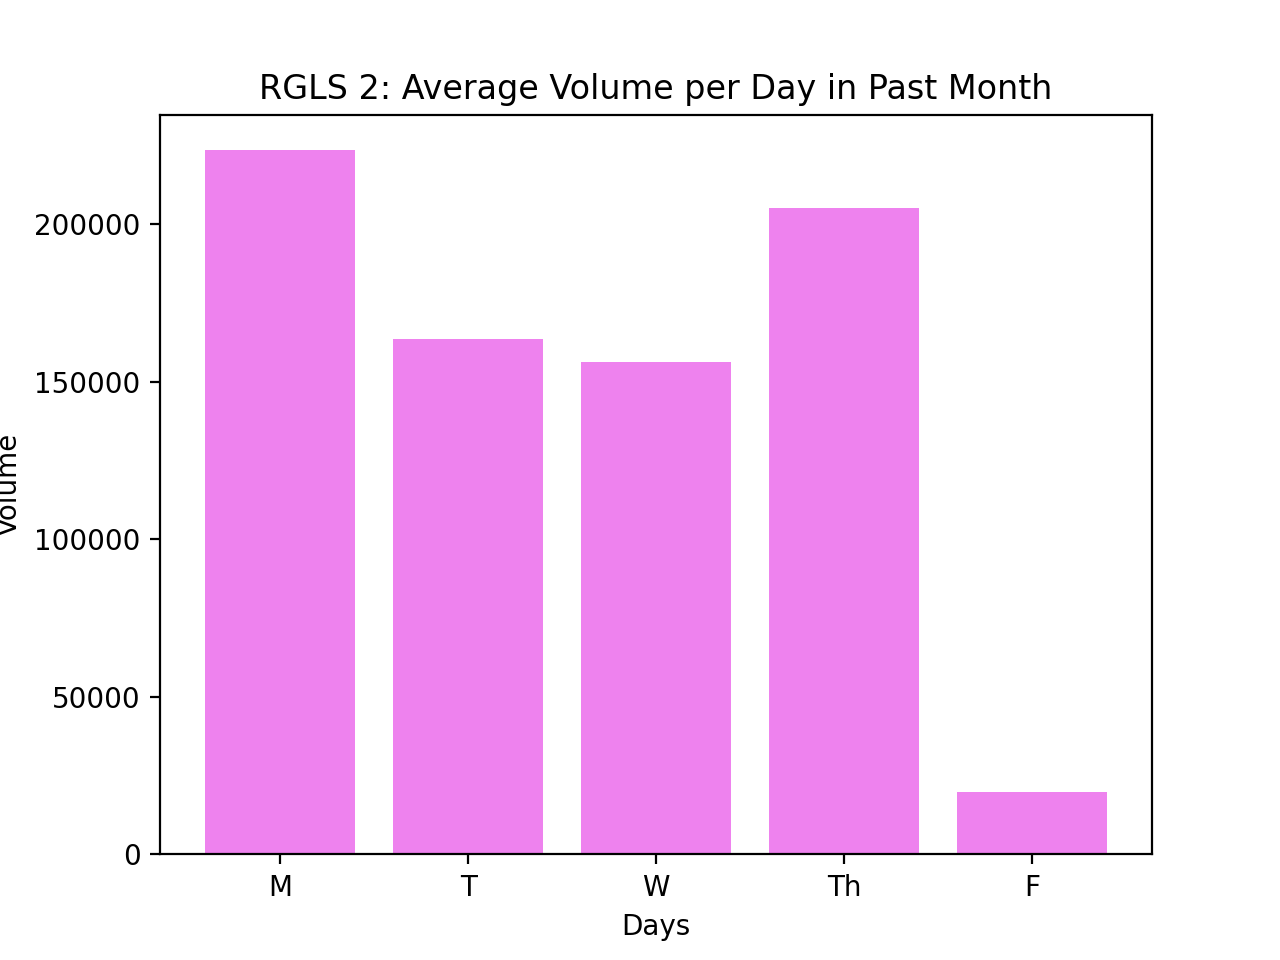 RGLS 2: Average Volume per Day in Past Month
Volume
200000
150000
100000
50000
0
M T W Th F
Days